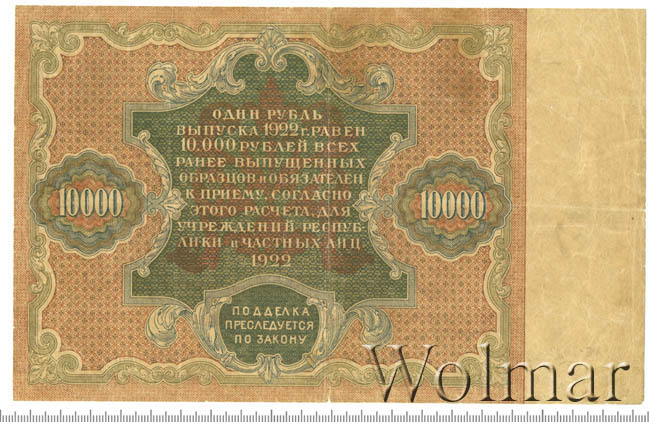 ОДИН РУБЛЬ
ВЫПУСКА 1922 г. РАВЕН
10.000 РУБЛЕЙ ВСЕХ
РАНЕЕ ВЫПУЩЕННЫХ
ОБРАЗЦОВ И ОБЯЗАТЕЛЕН
К ПРИЕМУ, СОГЛАСНО
ЭТОГО РАСЧЕТА, ДЛЯ
УЧРЕЖДЕНИЙ РЕСПУБ-
ЛИКИ И ЧАСТНЫХ ЛИЦ.
1922
10000
10000
ПОДДЕЛКА
ПРЕСЛЕДУЕТСЯ
ПО ЗАКОНУ
Wolmar